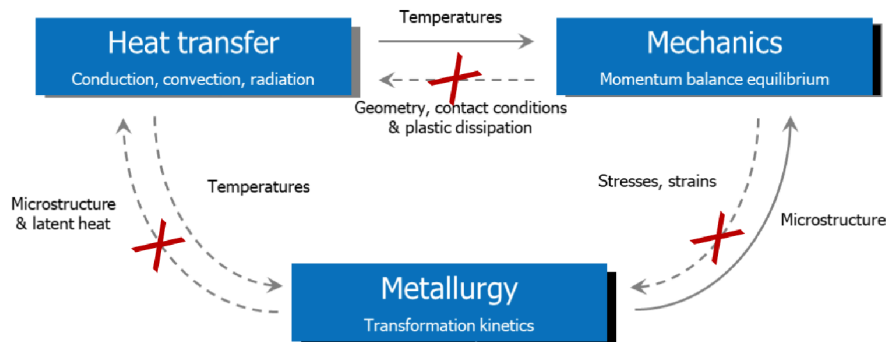 Temperatures
Heat transfer
Conduction, convection, radiation
Mechanics
Momentum balance equilibrium
Geometry, contact conditions
& plastic dissipation
Temperatures
Microstructure
& latent heat
Stresses, strains
Microstructure
Metallurgy
Transformation kinetics